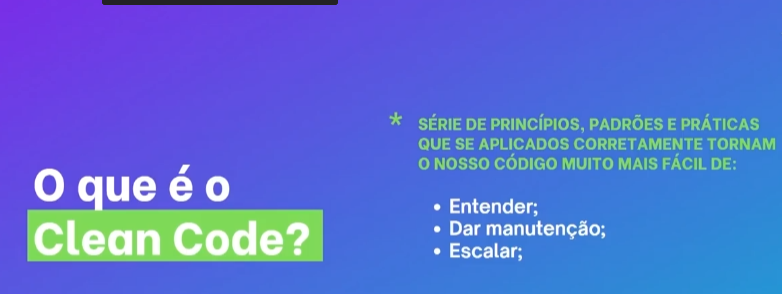 O que é o
Clean Code?
* SÉRIE DE PRINCÍPIOS, PADRÕES E PRÁTICAS
QUE SE APLICADOS CORRETAMENTE TORNAM
O NOSSO CÓDIGO MUITO MAIS FÁCIL DE:
• Entender;
• Dar manutenção;
• Escalar;